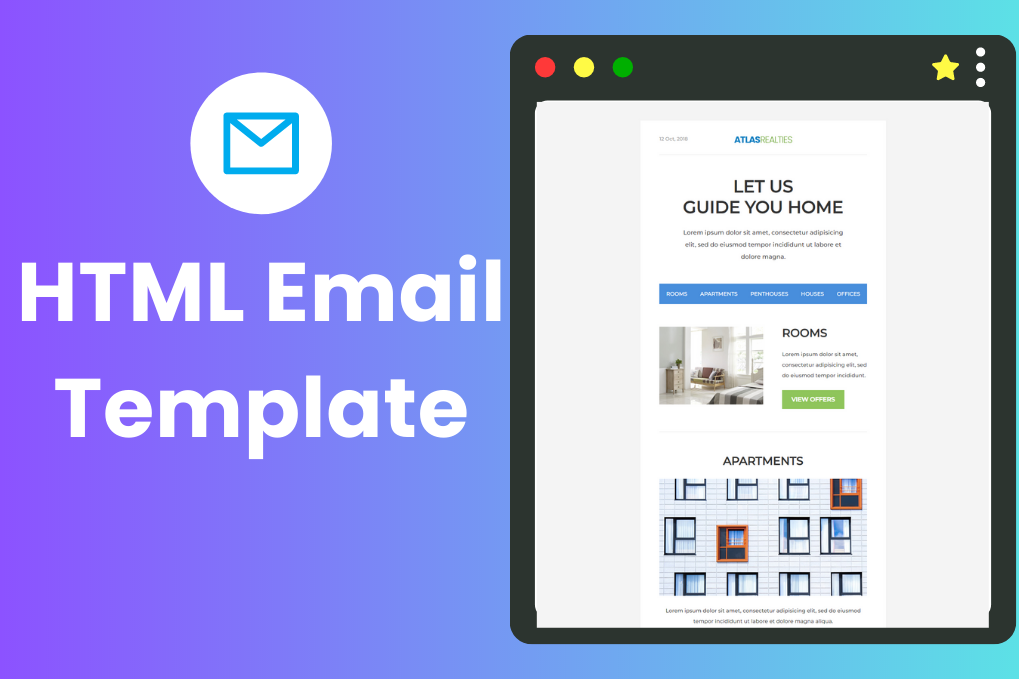 HTML Email
Template
12 Oct, 2018
ATLASREALTIES
LET US
GUIDE YOU HOME
Lorem ipsum dolor sit amet, consectetur adipisicing
elit, sed do eiusmod tempor incididunt ut labore et
dolore magna.
ROOMS APARTMENTS PENTHOUSES HOUSES OFFICES
ROOMS
Lorem ipsum dolor sit amet,
consectetur adipisicing elit, sed
do eiusmod tempor incididunt.
VIEW OFFERS
APARTMENTS
Lorem ipsum dolor sit amet, consectetur adipisicing elit, sed do eiusmod
tempor incididunt ut labore et dolore magna aliqua.